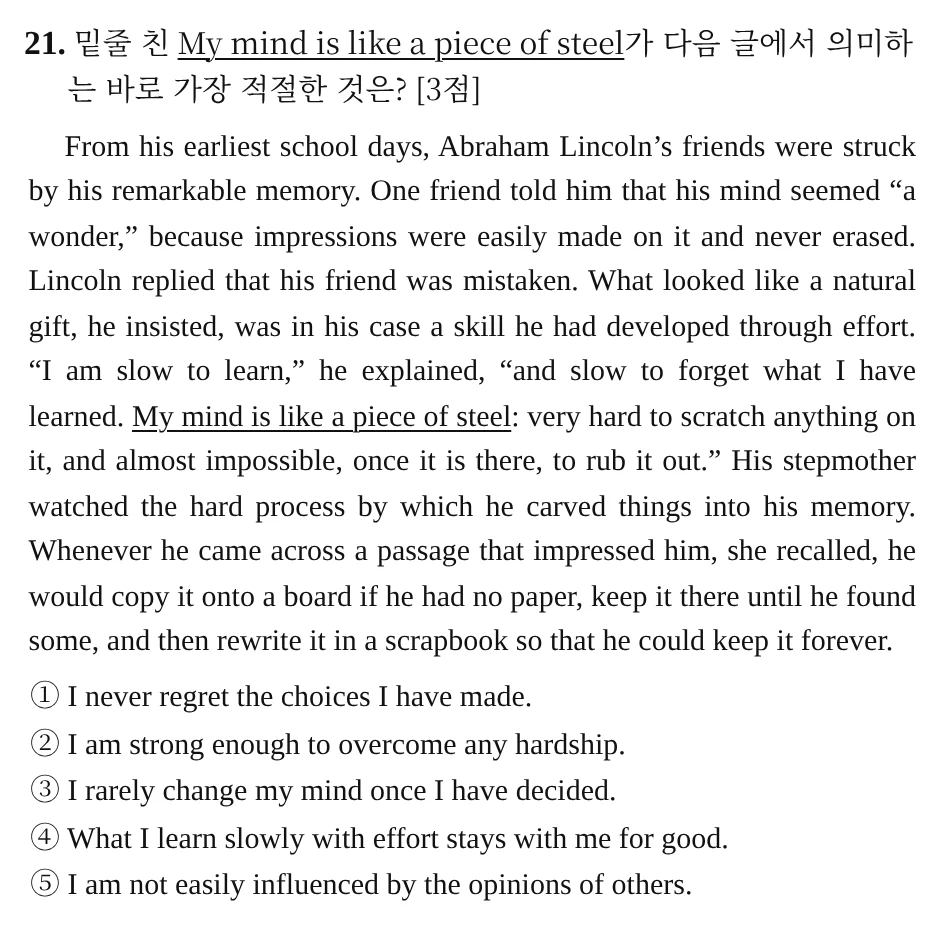 21. 밑줄 친 My mind is like a piece of steel가 다음 글에서 의미하
는 바로 가장 적절한 것은? [3점]
From his earliest school days, Abraham Lincoln’s friends were struck
by his remarkable memory. One friend told him that his mind seemed “a
wonder,” because impressions were easily made on it and never erased.
Lincoln replied that his friend was mistaken. What looked like a natural
gift, he insisted, was in his case a skill he had developed through effort.
“I am slow to learn,” he explained, “and slow to forget what I have
learned. My mind is like a piece of steel: very hard to scratch anything on
it, and almost impossible, once it is there, to rub it out.” His stepmother
watched the hard process by which he carved things into his memory.
Whenever he came across a passage that impressed him, she recalled, he
would copy it onto a board if he had no paper, keep it there until he found
some, and then rewrite it in a scrapbook so that he could keep it forever.
① I never regret the choices I have made.
② I am strong enough to overcome any hardship.
③ I rarely change my mind once I have decided.
④ What I learn slowly with effort stays with me for good.
⑤ I am not easily influenced by the opinions of others.